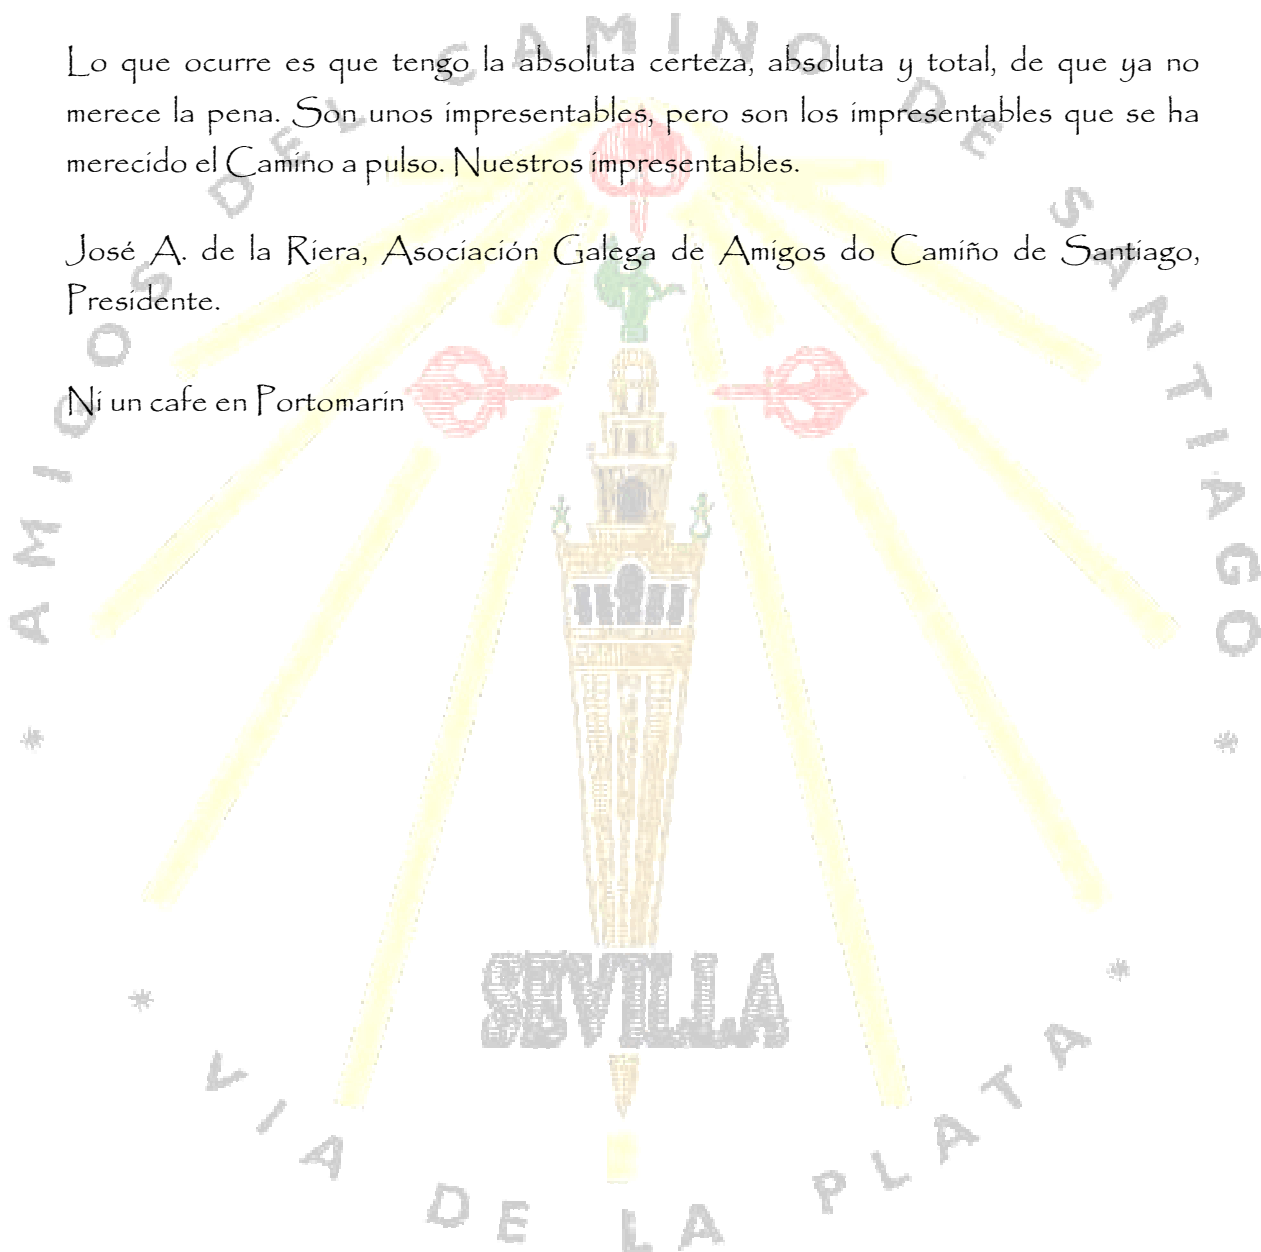 Lo que ocurre es que tengo la absoluta certeza, absoluta y total, de que ya no
merece la pena. Son unos impresentables, pero son los impresentables que se ha
merecido el Camino a pulso. Nuestros impresentables.
José A. de la Riera, Asociación Galega de Amigos do Camiño de Santiago,
Presidente.
Ni un cafe en Portomarin
* AMIGOS DEL CAMINO DE SANTIAGO *
SEVILLA
* VIA DE LA PLATA *